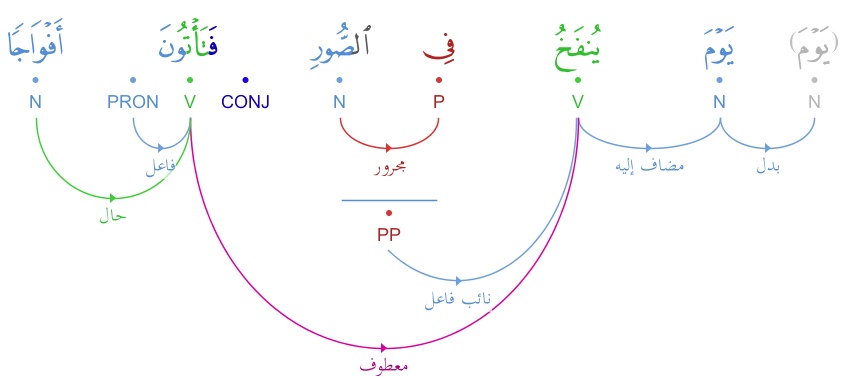 (يَوْمَ) يَوْمَ يُنفَخُ فِى ٱلصُّورِ فَتَأْتُونَ أَفْوَاجًا
N PRON V CONJ N P V N N
فاعل مجرور مضاف إليه بدل
حال
PP
نائب فاعل
معطوف